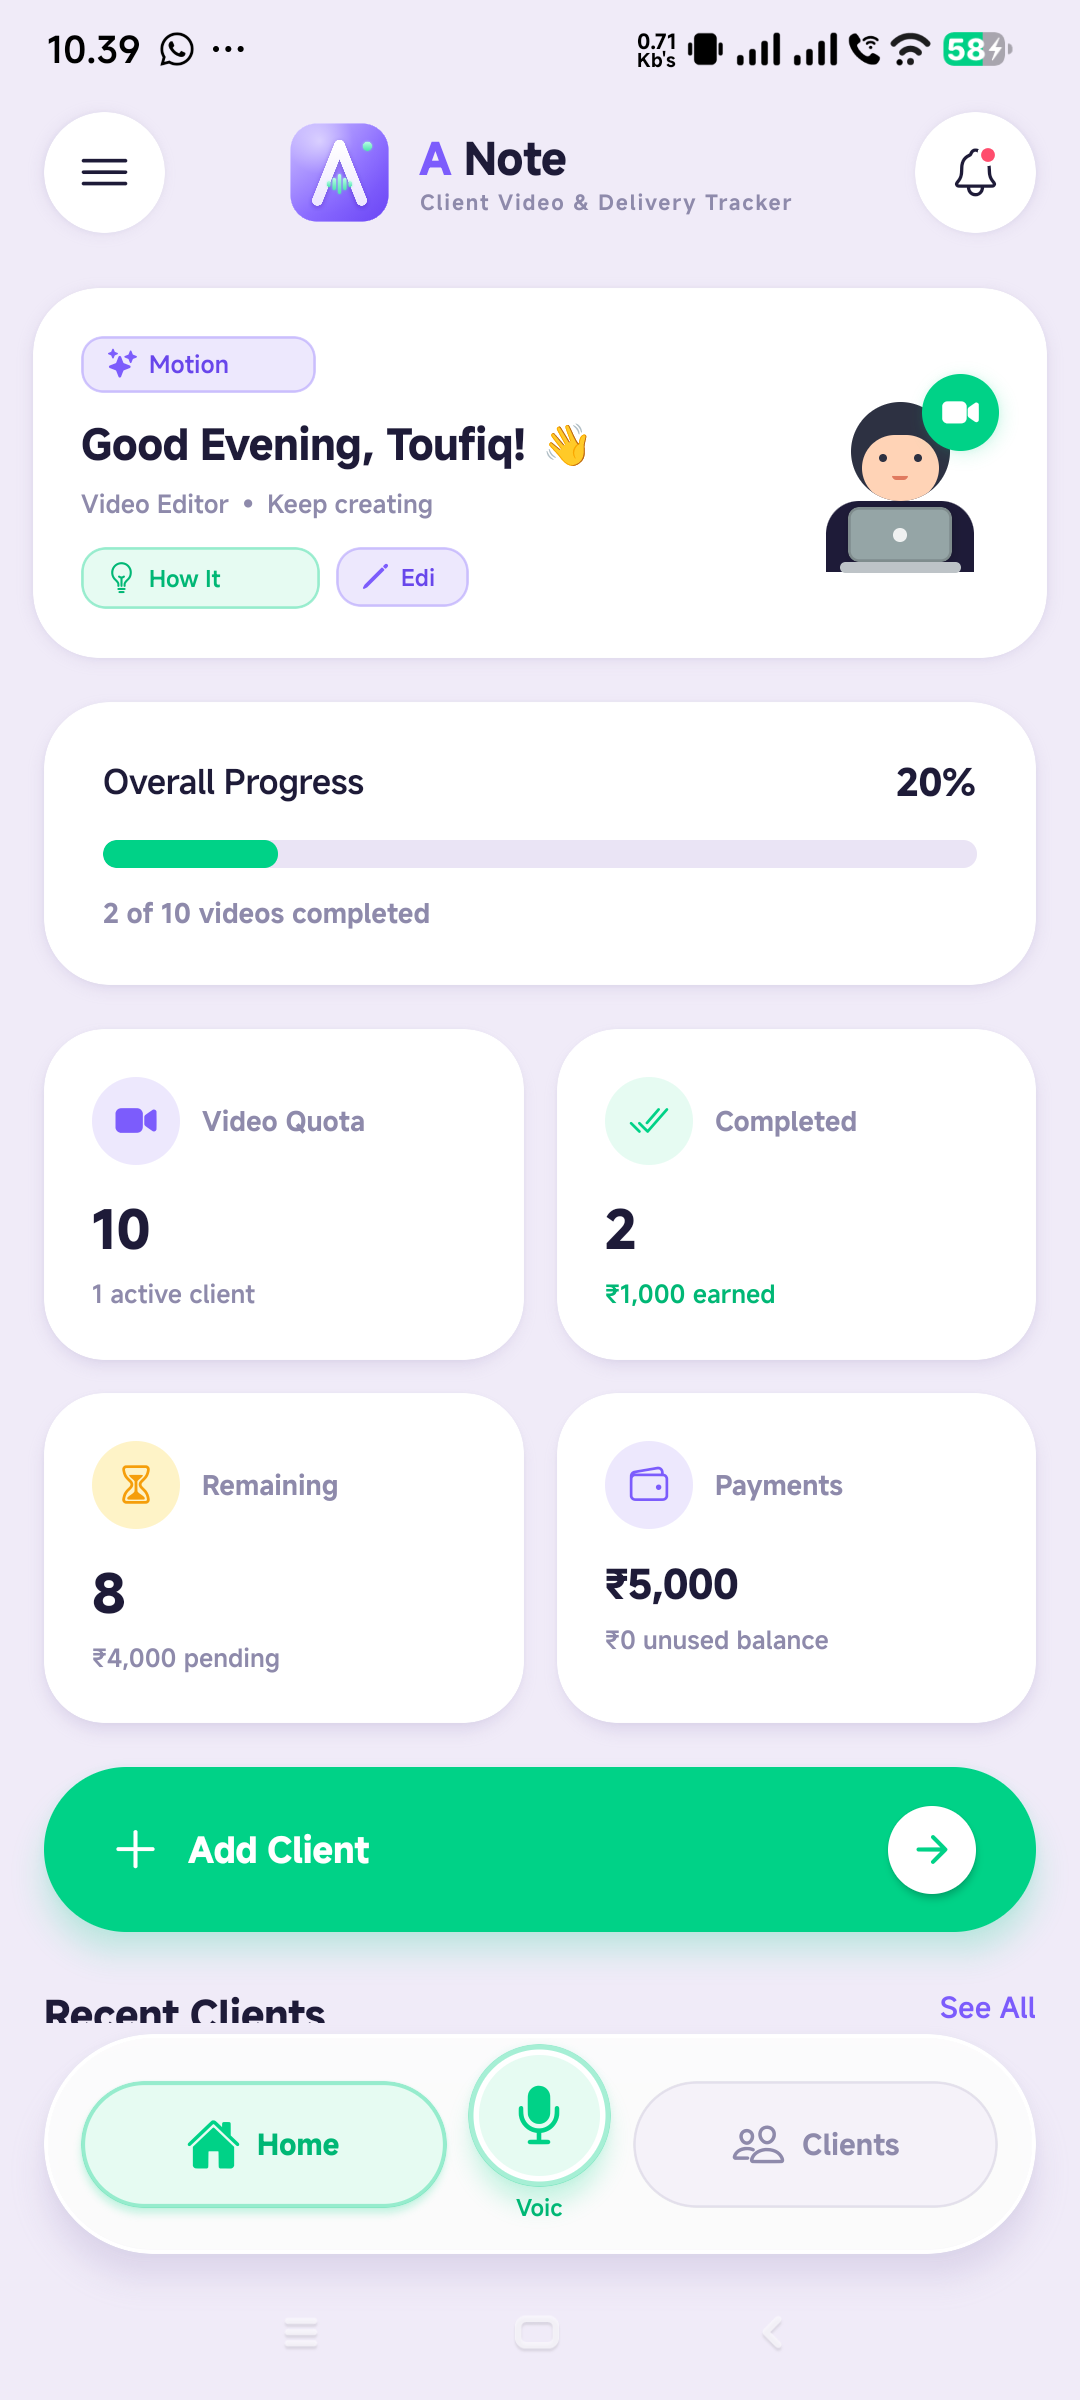 10.39
0.71
Kb's
58
A Note
Client Video & Delivery Tracker
Motion
Good Evening, Toufiq! 👋
Video Editor • Keep creating
How It
Edi
Overall Progress
20%
2 of 10 videos completed
Video Quota
10
1 active client
Completed
2
₹1,000 earned
Remaining
8
₹4,000 pending
Payments
₹5,000
₹0 unused balance
Add Client
Recent Clients
See All
Home
Voic
Clients